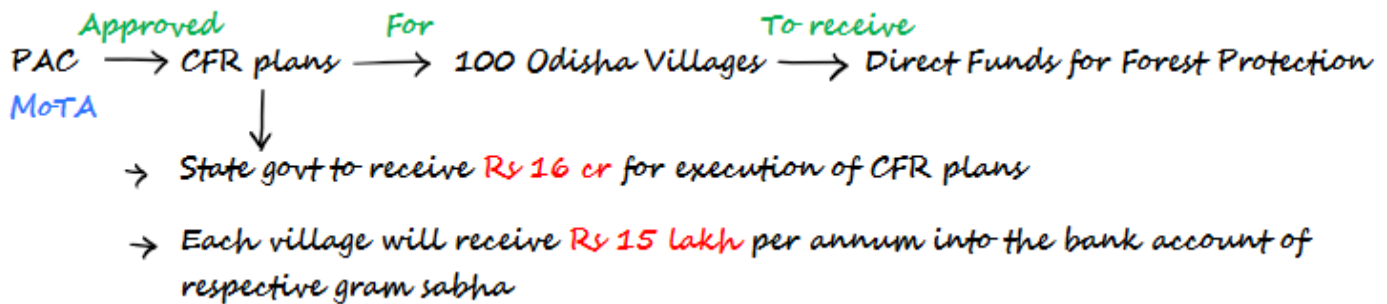 Approved For To receive
PAC → CFR plans → 100 Odisha Villages → Direct Funds for Forest Protection
MoTA
→ State govt to receive Rs 16 cr for execution of CFR plans
→ Each village will receive Rs 15 lakh per annum into the bank account of
respective gram sabha